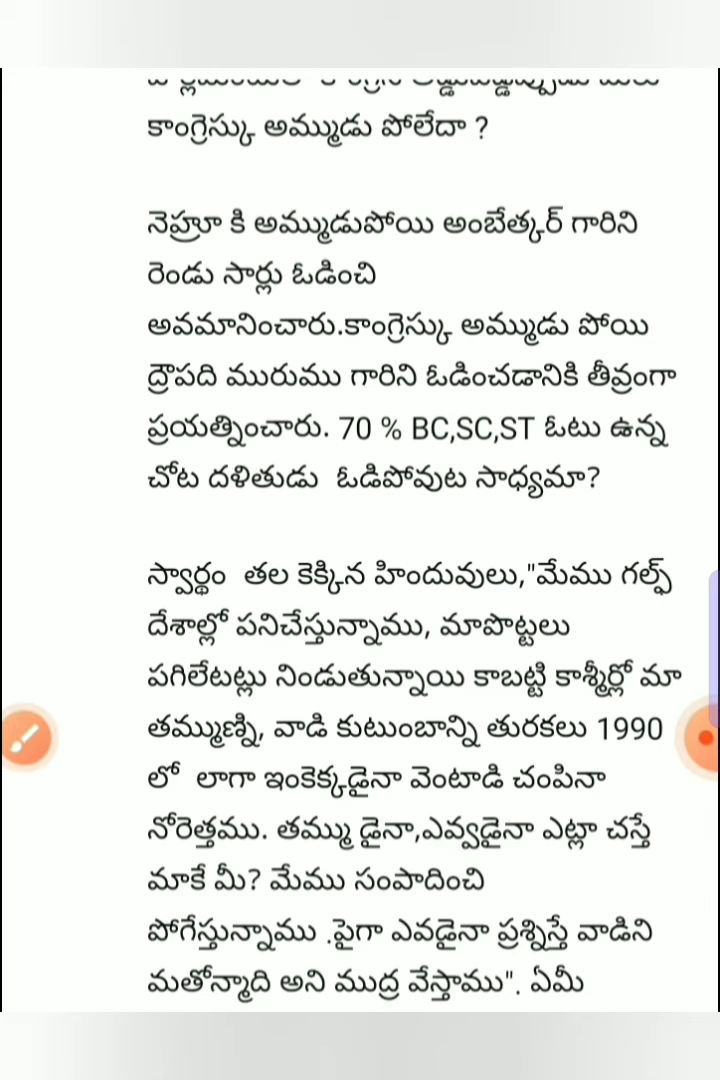 కాంగ్రెస్కు అమ్ముడు పోలేదా ?
నెహ్రూ కి అమ్ముడుపోయి అంబేత్కర్ గారిని
రెండు సార్లు ఓడించి
అవమానించారు.కాంగ్రెస్కు అమ్ముడు పోయి
ద్రౌపది మురుము గారిని ఓడించడానికి తీవ్రంగా
ప్రయత్నించారు. 70 % BC,SC,ST ఓటు ఉన్న
చోట దళితుడు ఓడిపోవుట సాధ్యమా?
స్వార్థం తల కెక్కిన హిందువులు,"మేము గల్ఫ్
దేశాల్లో పనిచేస్తున్నాము, మాపొట్టలు
పగిలేటట్లు నిండుతున్నాయి కాబట్టి కాశ్మీర్లో మా
తమ్ముణ్ని, వాడి కుటుంబాన్ని తురకలు 1990
లో లాగా ఇంకెక్కడైనా వెంటాడి చంపినా
నోరెత్తము. తమ్ము డైనా,ఎవ్వడైనా ఎట్లా చస్తే
మాకే మీ? మేము సంపాదించి
పోగేస్తున్నాము .పైగా ఎవడైనా ప్రశ్నిస్తే వాడిని
మతోన్మాది అని ముద్ర వేస్తాము". ఏమీ